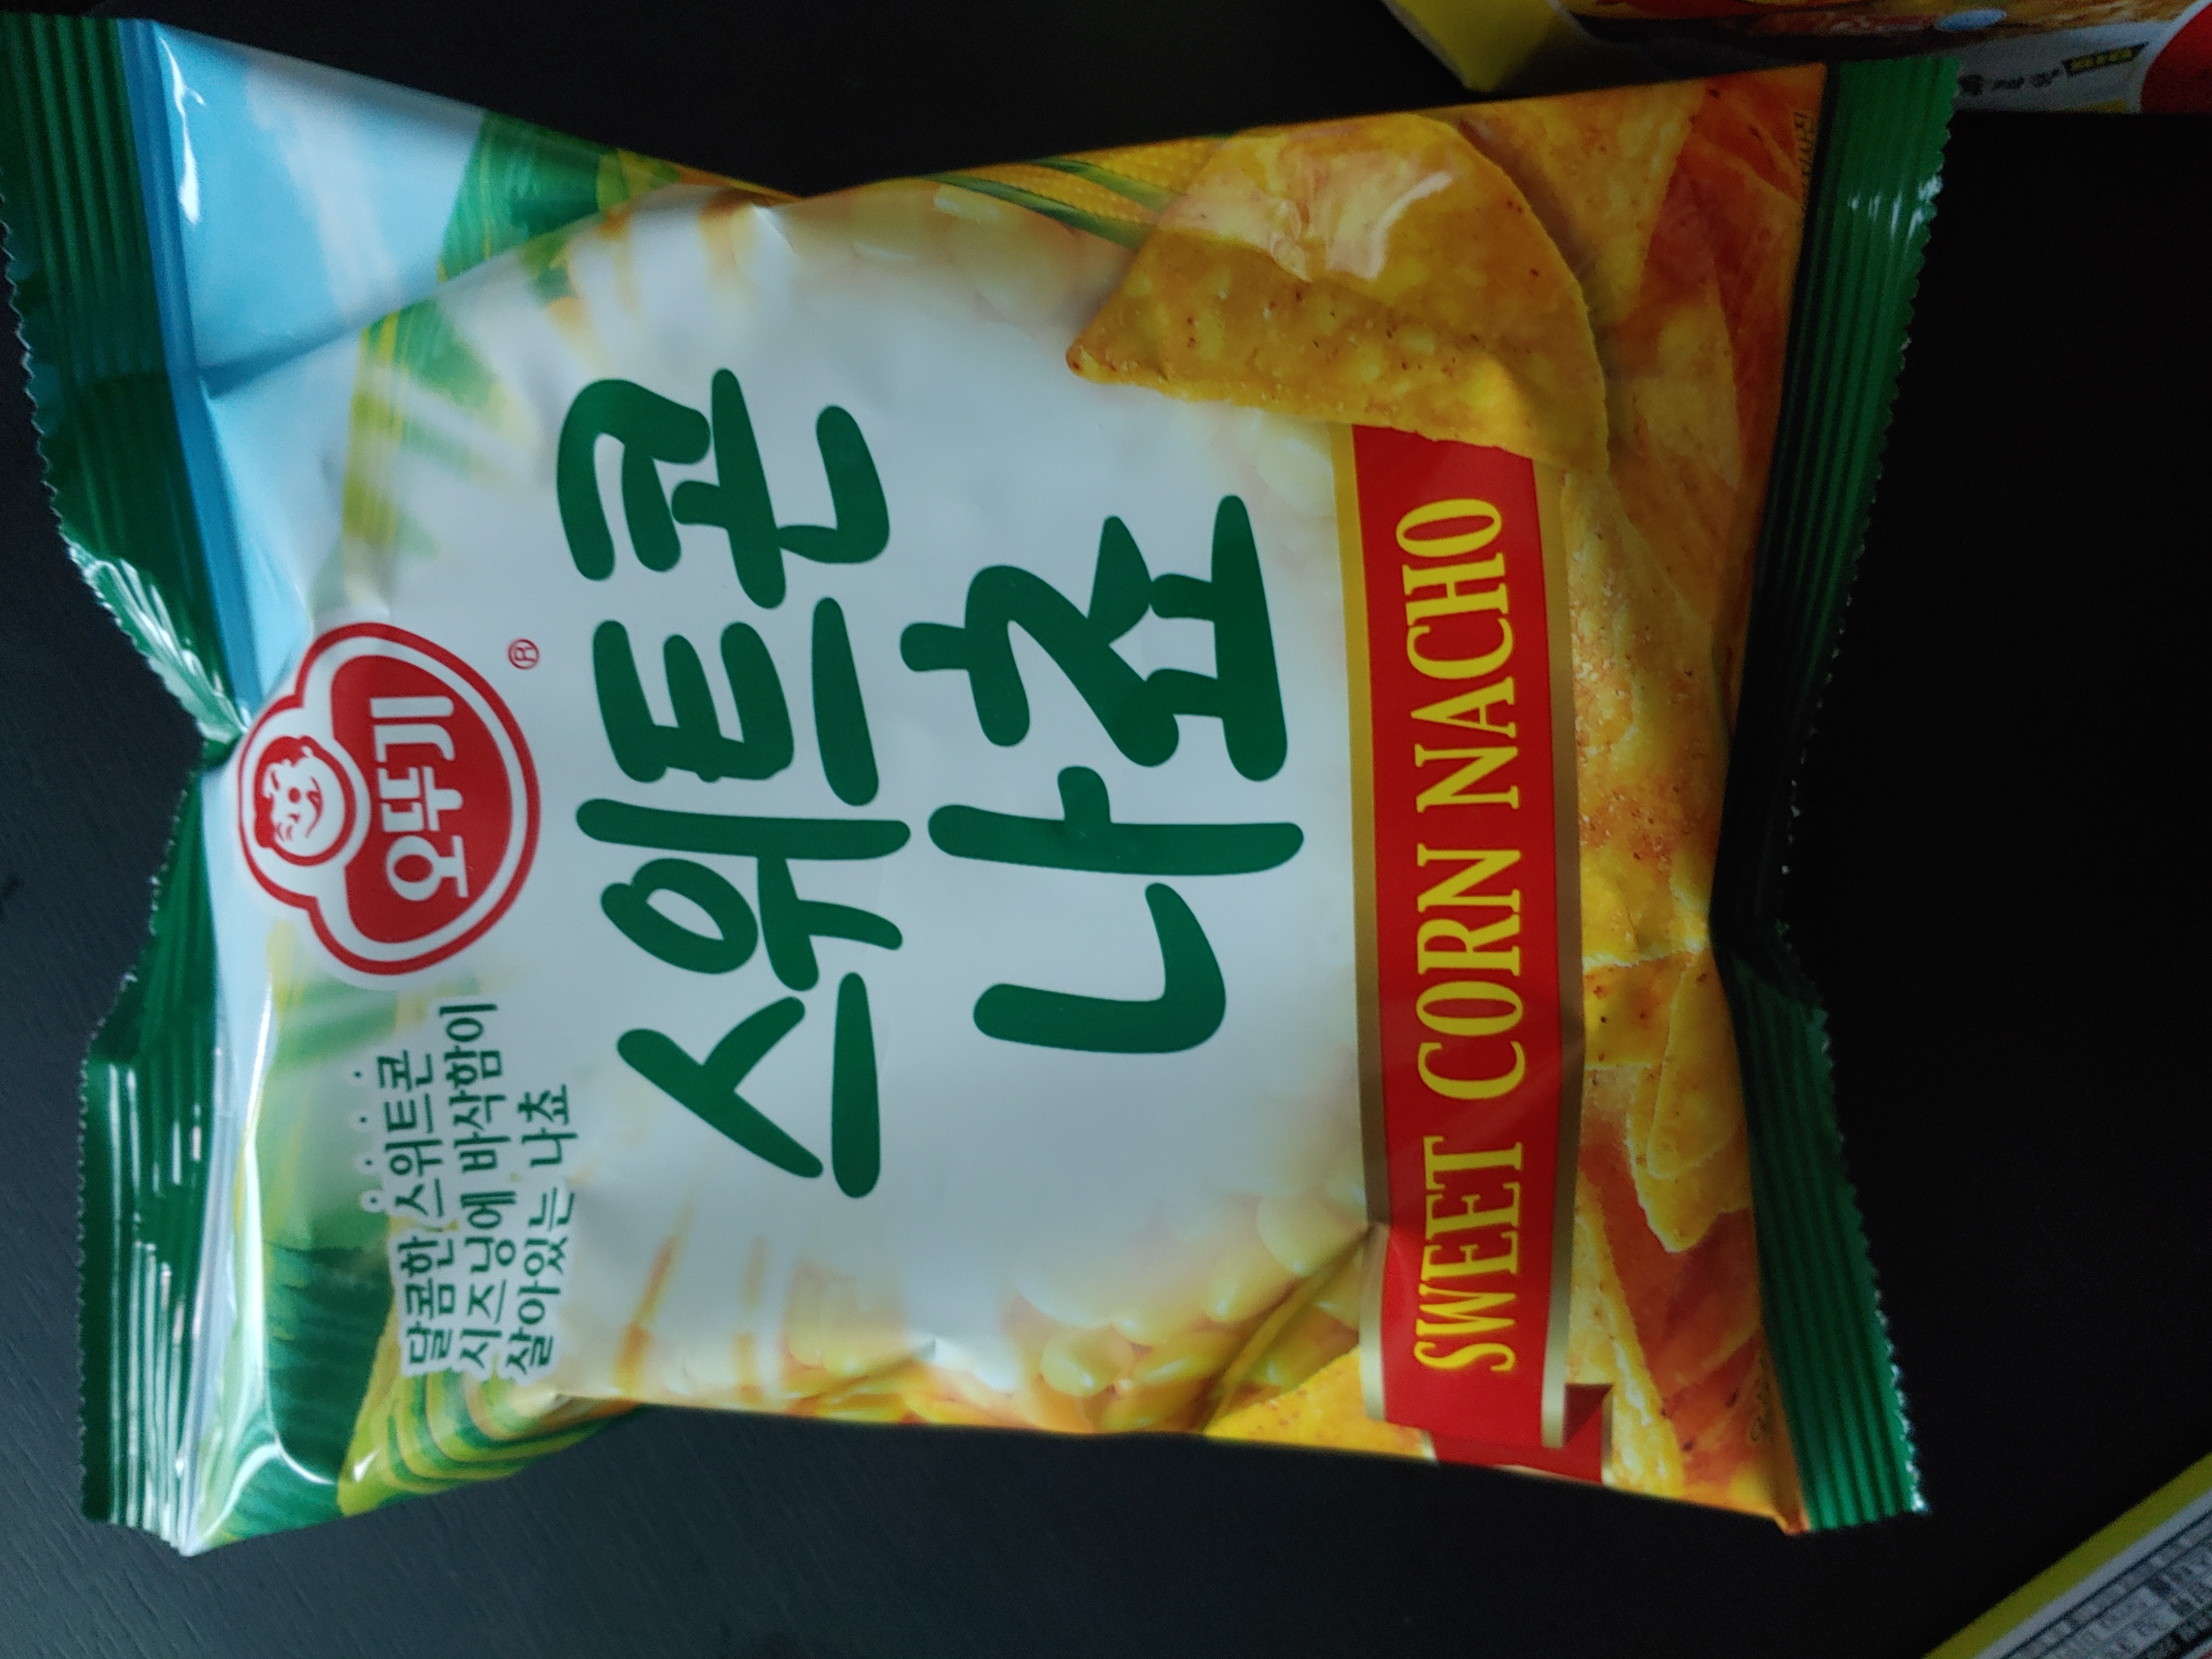 오뚜기
®
달콤한 스위트콘
시즈닝에 바삭함이
살아있는 나쵸
스위트콘
나쵸
SWEET CORN NACHO